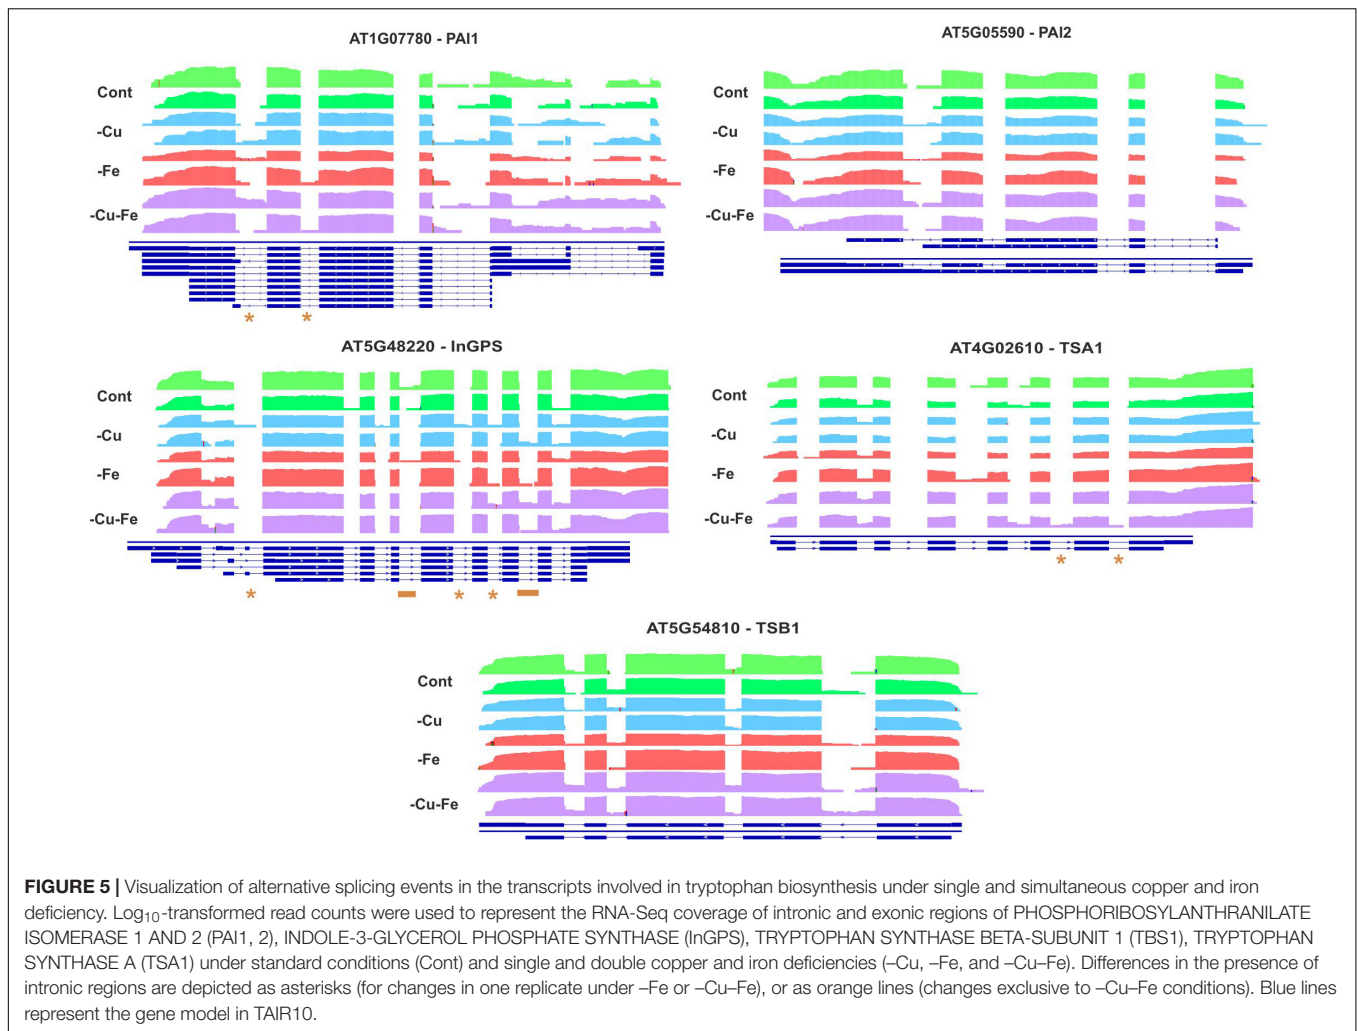 AT1G07780 - PAI1
Cont
-Cu
-Fe
-Cu-Fe
*
*
AT5G05590 - PAI2
Cont
-Cu
-Fe
-Cu-Fe
AT5G48220 - InGPS
Cont
-Cu
-Fe
-Cu-Fe
*
*
*
AT4G02610 - TSA1
Cont
-Cu
-Fe
-Cu-Fe
*
*
AT5G54810 - TSB1
Cont
-Cu
-Fe
-Cu-Fe
FIGURE 5 | Visualization of alternative splicing events in the transcripts involved in tryptophan biosynthesis under single and simultaneous copper and iron
deficiency. Log10-transformed read counts were used to represent the RNA-Seq coverage of intronic and exonic regions of PHOSPHORIBOSYLANTHRANILATE
ISOMERASE 1 AND 2 (PAI1, 2), INDOLE-3-GLYCEROL PHOSPHATE SYNTHASE (InGPS), TRYPTOPHAN SYNTHASE BETA-SUBUNIT 1 (TBS1), TRYPTOPHAN
SYNTHASE A (TSA1) under standard conditions (Cont) and single and double copper and iron deficiencies (–Cu, –Fe, and –Cu–Fe). Differences in the presence of
intronic regions are depicted as asterisks (for changes in one replicate under –Fe or –Cu–Fe), or as orange lines (changes exclusive to –Cu–Fe conditions). Blue lines
represent the gene model in TAIR10.